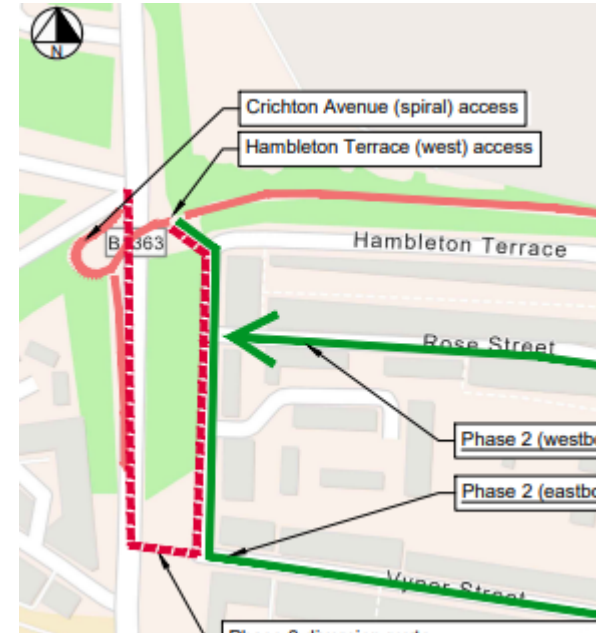 N
Crichton Avenue (spiral) access
Hambleton Terrace (west) access
B1363
Hambleton Terrace
Rose Street
Phase 2 (westbo
Phase 2 (eastbo
Vyner Street